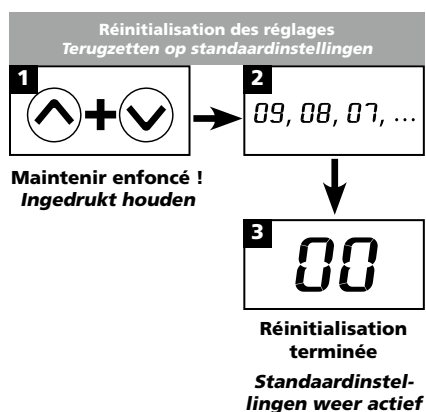 Réinitialisation des réglages
Terugzetten op standaardinstellingen
1
+
Maintenir enfoncé !
Ingedrukt houden
2
09, 08, 07, ...
3
00
Réinitialisation
terminée
Standaardinstel-
lingen weer actief